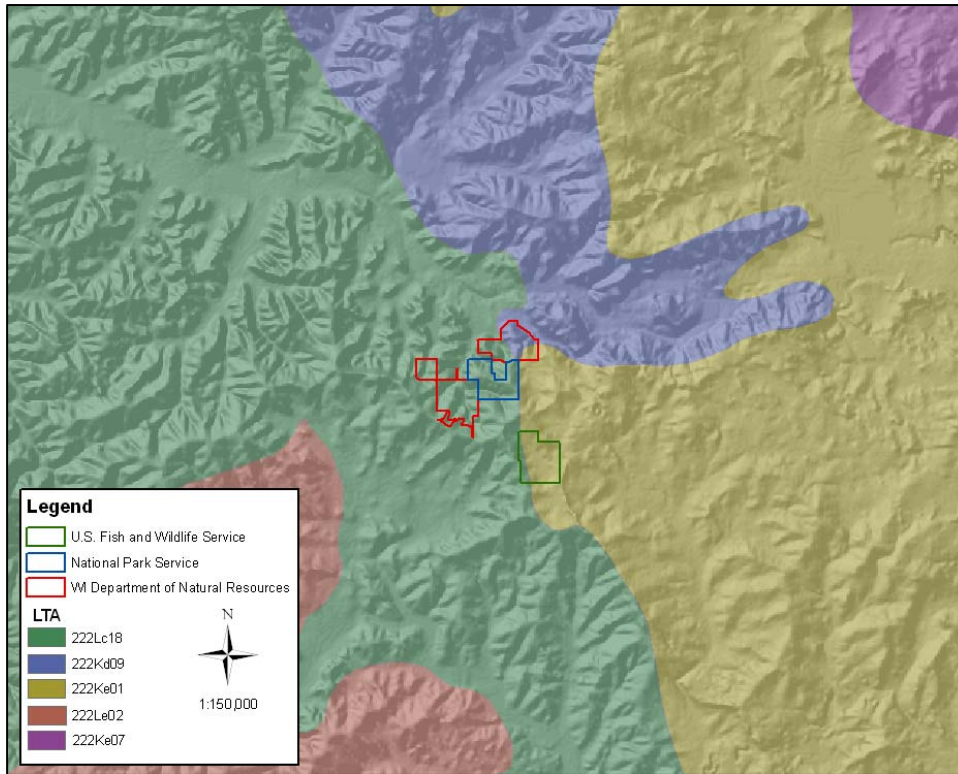 Legend
U.S. Fish and Wildlife Service
National Park Service
WI Department of Natural Resources
LTA
222Lc18
222Kd09
222Ke01
222Le02
222Ke07
N
1:150,000